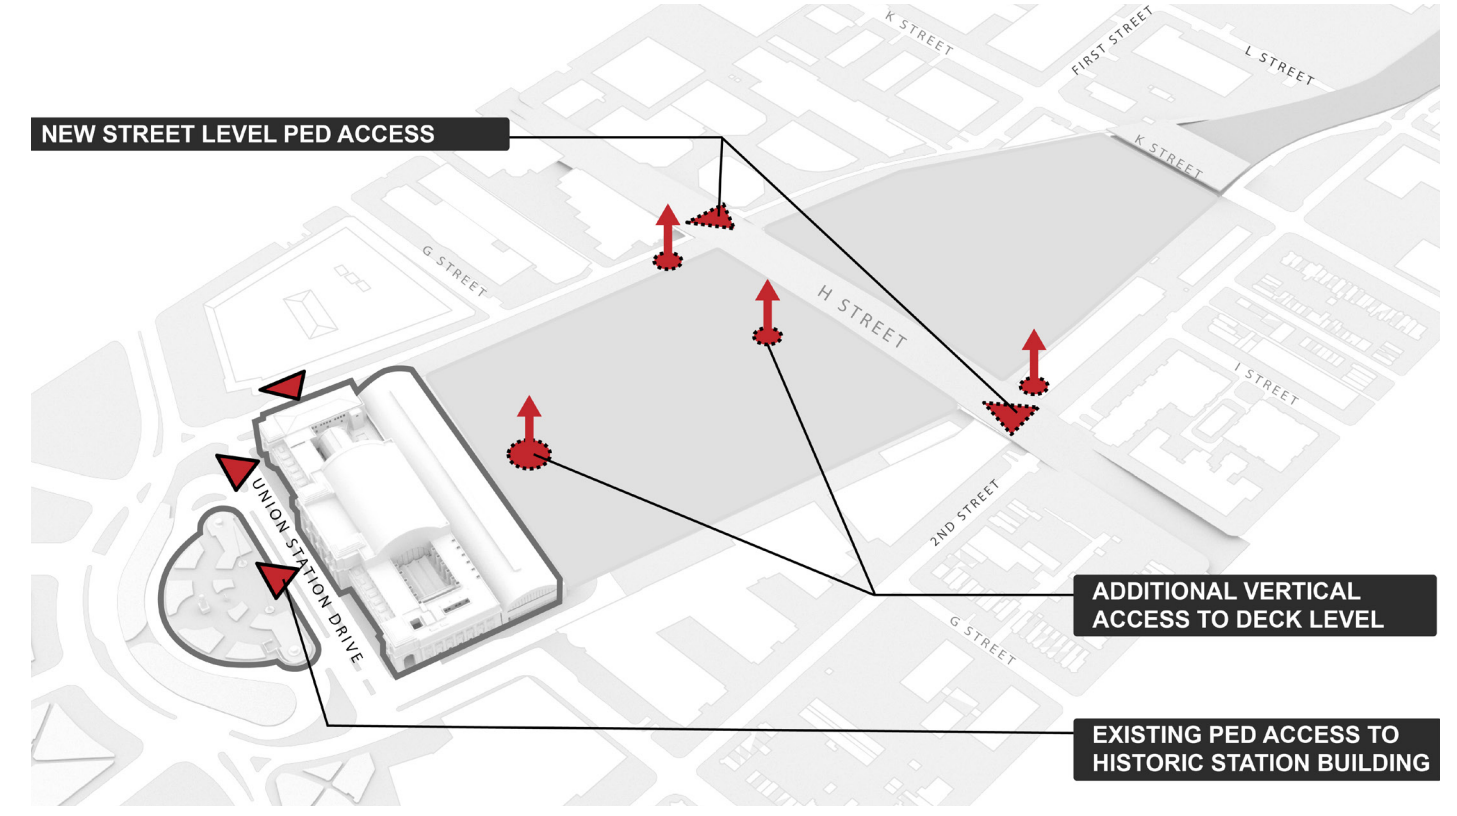 K STREET
FIRST STREET
L STREET
NEW STREET LEVEL PED ACCESS
K STREET
G STREET
H STREET
I STREET
UNION STATION DRIVE
2ND STREET
ADDITIONAL VERTICAL
ACCESS TO DECK LEVEL
G STREET
EXISTING PED ACCESS TO
HISTORIC STATION BUILDING